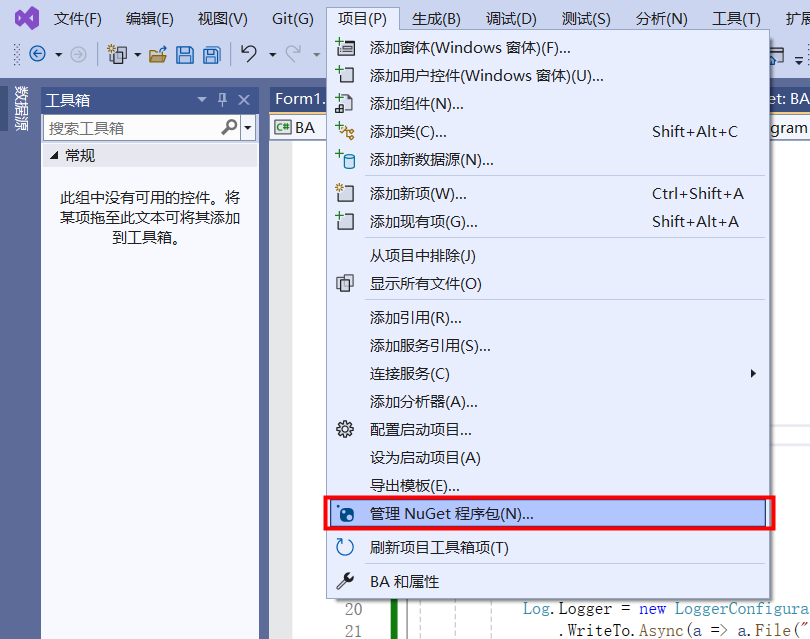 文件(F) 编辑(E) 视图(V) Git(G) 项目(P) 生成(B) 调试(D) 测试(S) 分析(N) 工具(T) 扩展
数据源
工具箱
搜索工具箱
常规
此组中没有可用的控件。将
某项拖至此文本可将其添加
到工具箱。
Form1.
et: BA
C# BA
gram
添加窗体(Windows 窗体)(F)...
添加用户控件(Windows 窗体)(U)...
添加组件(N)...
添加类(C)... Shift+Alt+C
添加新数据源(N)...
添加新项(W)... Ctrl+Shift+A
添加现有项(G)... Shift+Alt+A
从项目中排除(J)
显示所有文件(O)
添加引用(R)...
添加服务引用(S)...
连接服务(C)
添加分析器(A)...
配置启动项目...
设为启动项目(A)
导出模板(E)...
管理 NuGet 程序包(N)...
刷新项目工具箱项(T)
BA 和属性
20 Log.Logger = new LoggerConfigura
21 .WriteTo.Async(a => a.File("